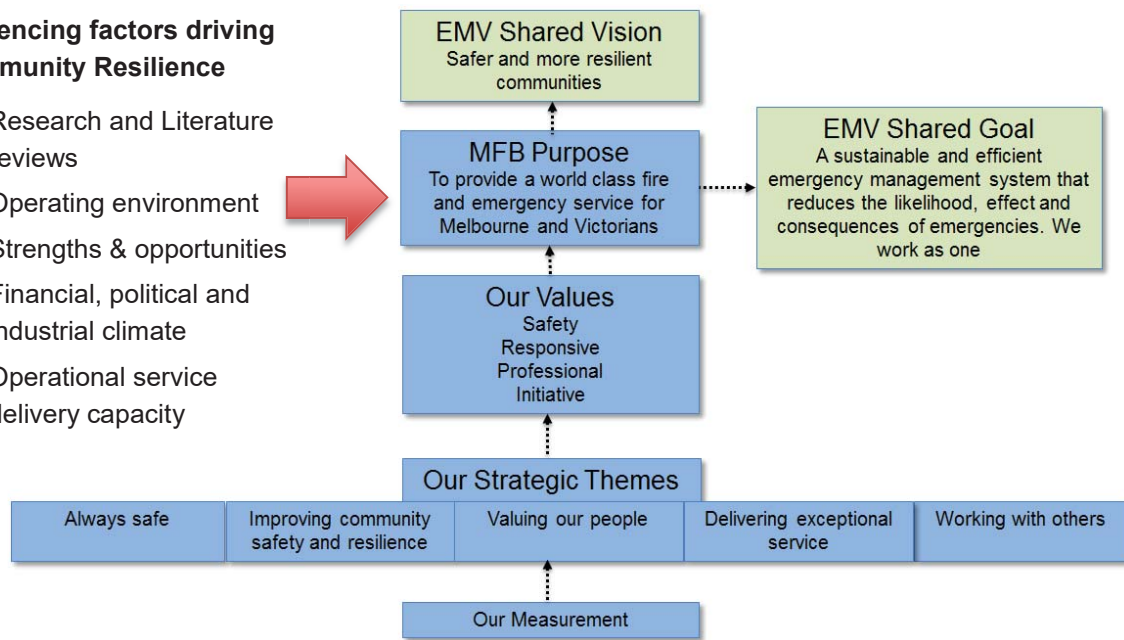 encing factors driving
munity Resilience
Research and Literature
eviews
Operating environment
Strengths & opportunities
Financial, political and
ndustrial climate
Operational service
elivery capacity
EMV Shared Vision
Safer and more resilient
communities
MFB Purpose
To provide a world class fire
and emergency service for
Melbourne and Victorians
EMV Shared Goal
A sustainable and efficient
emergency management system that
reduces the likelihood, effect and
consequences of emergencies. We
work as one
Our Values
Safety
Responsive
Professional
Initiative
Our Strategic Themes
Always safe
Improving community
safety and resilience
Valuing our people
Delivering exceptional
service
Working with others
Our Measurement